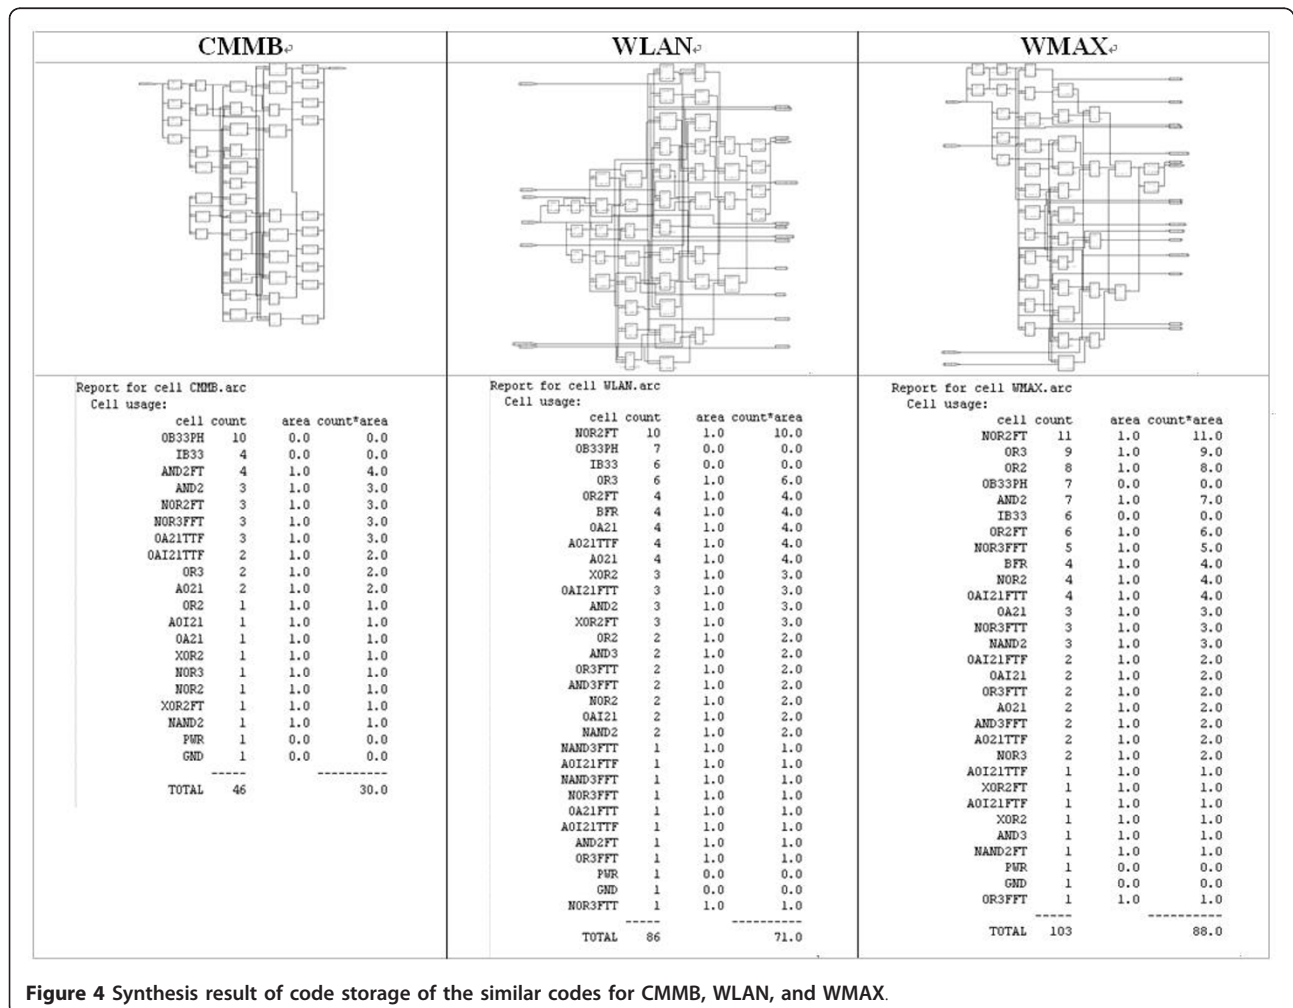 CMMB
WLAN
WMAX
Report for cell CMMB.arc
Cell usage:
cell count area count*area
OB33PH 10 0.0 0.0
IB33 4 0.0 0.0
AND2FT 4 1.0 4.0
AND2 3 1.0 3.0
NOR2FT 3 1.0 3.0
NOR3FFT 3 1.0 3.0
OA21TTF 3 1.0 3.0
OAI21TTF 2 1.0 2.0
OR3 2 1.0 2.0
AO21 2 1.0 2.0
OR2 1 1.0 1.0
AOI21 1 1.0 1.0
OA21 1 1.0 1.0
XOR2 1 1.0 1.0
NOR3 1 1.0 1.0
NOR2 1 1.0 1.0
XOR2FT 1 1.0 1.0
NAND2 1 1.0 1.0
PWR 1 0.0 0.0
GND 1 0.0 0.0
----- ----------
TOTAL 46 30.0
Report for cell WLAN.arc
Cell usage:
cell count area count*area
NOR2FT 10 1.0 10.0
OB33PH 7 0.0 0.0
IB33 6 0.0 0.0
OR3 6 1.0 6.0
OR2FT 4 1.0 4.0
BFR 4 1.0 4.0
OA21 4 1.0 4.0
AO21TTF 4 1.0 4.0
AO21 4 1.0 4.0
XOR2 3 1.0 3.0
OAI21FTT 3 1.0 3.0
AND2 3 1.0 3.0
XOR2FT 3 1.0 3.0
OR2 2 1.0 2.0
AND3 2 1.0 2.0
OR3FTT 2 1.0 2.0
AND3FFT 2 1.0 2.0
NOR2 2 1.0 2.0
OAI21 2 1.0 2.0
NAND2 2 1.0 2.0
NAND3FTT 1 1.0 1.0
AOI21FTF 1 1.0 1.0
NAND3FFT 1 1.0 1.0
NOR3FFT 1 1.0 1.0
OA21FTT 1 1.0 1.0
AOI21TTF 1 1.0 1.0
AND2FT 1 1.0 1.0
OR3FFT 1 1.0 1.0
PWR 1 0.0 0.0
GND 1 0.0 0.0
NOR3FTT 1 1.0 1.0
----- ----------
TOTAL 86 71.0
Report for cell WMAX.arc
Cell usage:
cell count area count*area
NOR2FT 11 1.0 11.0
OR3 9 1.0 9.0
OR2 8 1.0 8.0
OB33PH 7 0.0 0.0
AND2 7 1.0 7.0
IB33 6 0.0 0.0
OR2FT 6 1.0 6.0
NOR3FFT 5 1.0 5.0
BFR 4 1.0 4.0
NOR2 4 1.0 4.0
OAI21FTT 4 1.0 4.0
OA21 3 1.0 3.0
NOR3FTT 3 1.0 3.0
NAND2 3 1.0 3.0
OAI21FTF 2 1.0 2.0
OAI21 2 1.0 2.0
OR3FTT 2 1.0 2.0
AO21 2 1.0 2.0
AND3FFT 2 1.0 2.0
AO21TTF 2 1.0 2.0
NOR3 2 1.0 2.0
AOI21TTF 1 1.0 1.0
XOR2FT 1 1.0 1.0
AOI21FTF 1 1.0 1.0
XOR2 1 1.0 1.0
AND3 1 1.0 1.0
NAND2FT 1 1.0 1.0
PWR 1 0.0 0.0
GND 1 0.0 0.0
OR3FFT 1 1.0 1.0
----- ----------
TOTAL 103 88.0
Figure 4 Synthesis result of code storage of the similar codes for CMMB, WLAN, and WMAX.